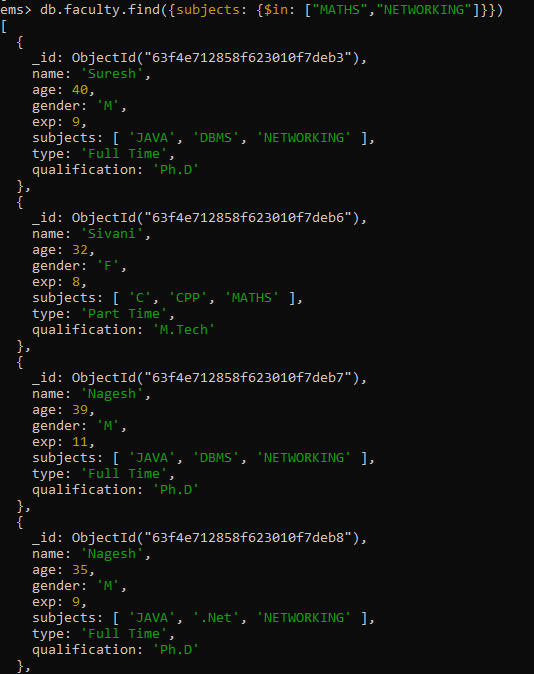 ems> db.faculty.find({subjects: {$in: ["MATHS","NETWORKING"]}})
[
  {
    _id: ObjectId("63f4e712858f623010f7deb3"),
    name: 'Suresh',
    age: 40,
    gender: 'M',
    exp: 9,
    subjects: [ 'JAVA', 'DBMS', 'NETWORKING' ],
    type: 'Full Time',
    qualification: 'Ph.D'
  },
  {
    _id: ObjectId("63f4e712858f623010f7deb6"),
    name: 'Sivani',
    age: 32,
    gender: 'F',
    exp: 8,
    subjects: [ 'C', 'CPP', 'MATHS' ],
    type: 'Part Time',
    qualification: 'M.Tech'
  },
  {
    _id: ObjectId("63f4e712858f623010f7deb7"),
    name: 'Nagesh',
    age: 39,
    gender: 'M',
    exp: 11,
    subjects: [ 'JAVA', 'DBMS', 'NETWORKING' ],
    type: 'Full Time',
    qualification: 'Ph.D'
  },
  {
    _id: ObjectId("63f4e712858f623010f7deb8"),
    name: 'Nagesh',
    age: 35,
    gender: 'M',
    exp: 9,
    subjects: [ 'JAVA', '.Net', 'NETWORKING' ],
    type: 'Full Time',
    qualification: 'Ph.D'
  },